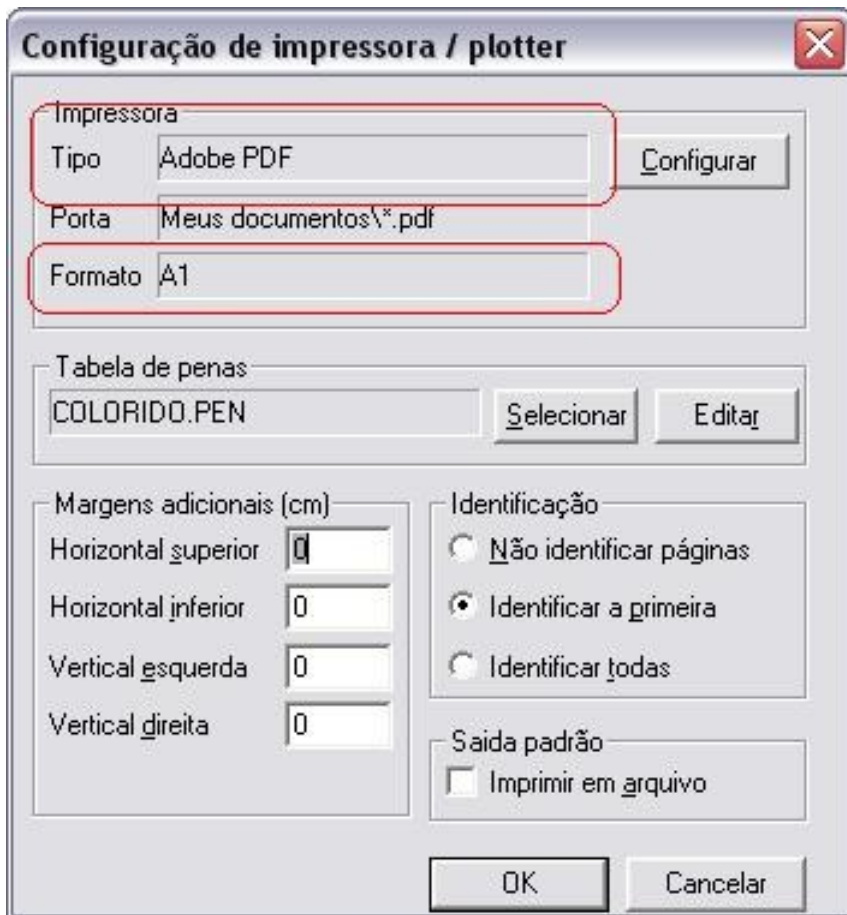 Configuração de impressora / plotter
Impressora
Tipo Adobe PDF Configurar
Porta Meus documentos\*.pdf
Formato A1
Tabela de penas
COLORIDO.PEN Selecionar Editar
Margens adicionais (cm)
Horizontal superior 0
Horizontal inferior 0
Vertical esquerda 0
Vertical direita 0
Identificação
Não identificar páginas
Identificar a primeira
Identificar todas
Saida padrão
Imprimir em arquivo
OK Cancelar